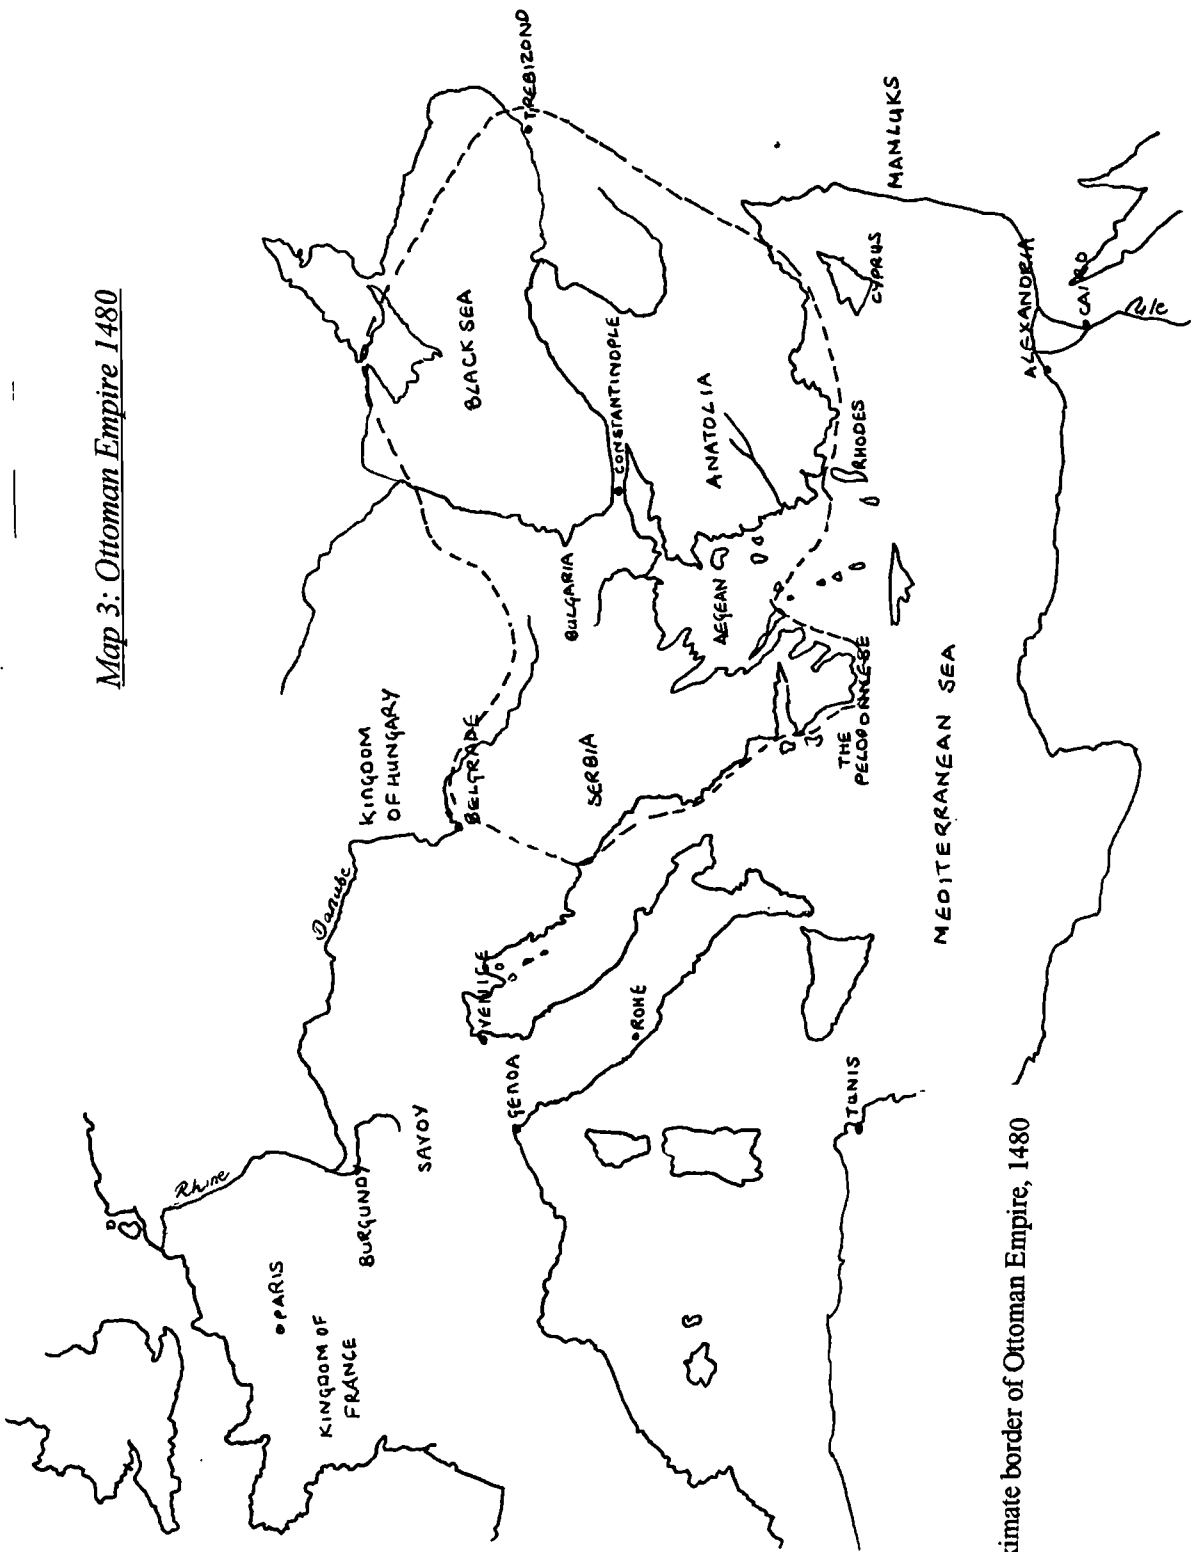 Map 3: Ottoman Empire 1480
Rhine
PARIS
KINGDOM OF
FRANCE
BURGUNDY
SAVOY
Danube
KINGDOM
OF HUNGARY
BELGRADE
VENICE
GENOA
ROME
SERBIA
BULGARIA
BLACK SEA
TREBIZOND
CONSTANTINOPLE
ANATOLIA
AEGEAN
THE
PELOPONNESE
RHODES
CYPRUS
MANLUKS
MEDITERRANEAN SEA
TUNIS
ALEXANDRIA
CAIRO
Nile
ximate border of Ottoman Empire, 1480